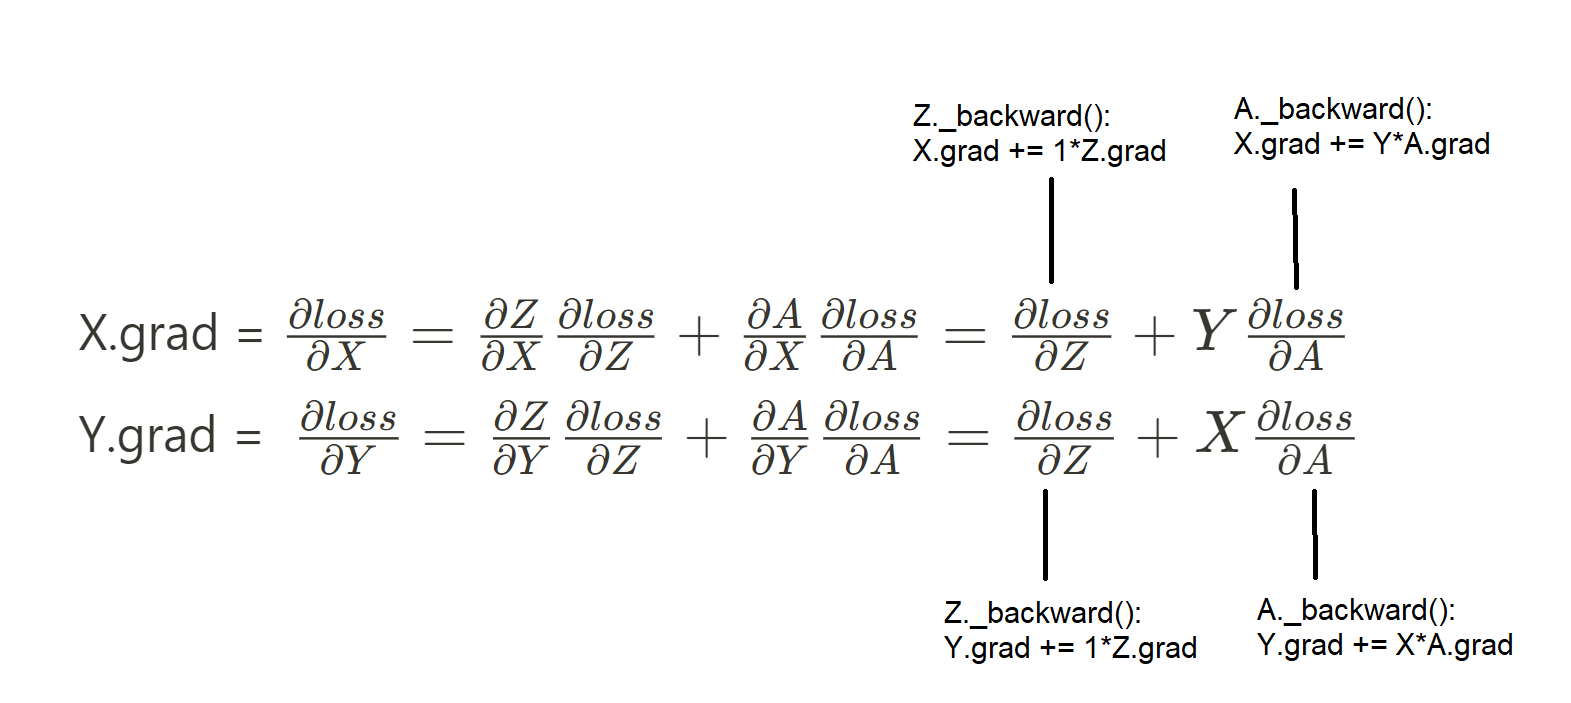 Z._backward():
X.grad += 1*Z.grad
A._backward():
X.grad += Y*A.grad
X.grad = ∂loss/∂X = ∂Z/∂X ∂loss/∂Z + ∂A/∂X ∂loss/∂A = ∂loss/∂Z + Y ∂loss/∂A
Y.grad = ∂loss/∂Y = ∂Z/∂Y ∂loss/∂Z + ∂A/∂Y ∂loss/∂A = ∂loss/∂Z + X ∂loss/∂A
Z._backward():
Y.grad += 1*Z.grad
A._backward():
Y.grad += X*A.grad